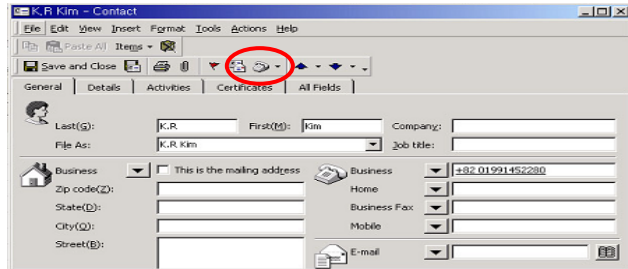 K,R Kim - Contact
File Edit View Insert Format Tools Actions Help
Paste All Items
Save and Close
General Details Activities Certificates All Fields
Last(G): K.R First(M): Kim Company:
File As: K.R Kim Job title:
Business This is the mailing address Business +82 01991452280
Zip code(Z): Home
State(D): Business Fax
City(Q): Mobile
Street(B): E-mail